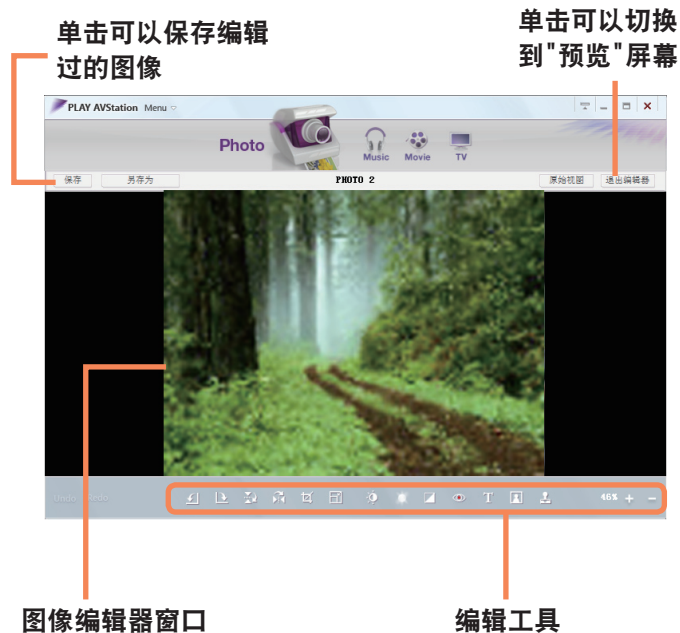 单击可以保存编辑
过的图像
单击可以切换
到"预览"屏幕
PLAY AVStation Menu
Photo
Music Movie TV
保存 另存为 PHOTO 2 原始视图 退出编辑器
Undo Redo T 46% + -
图像编辑器窗口 编辑工具